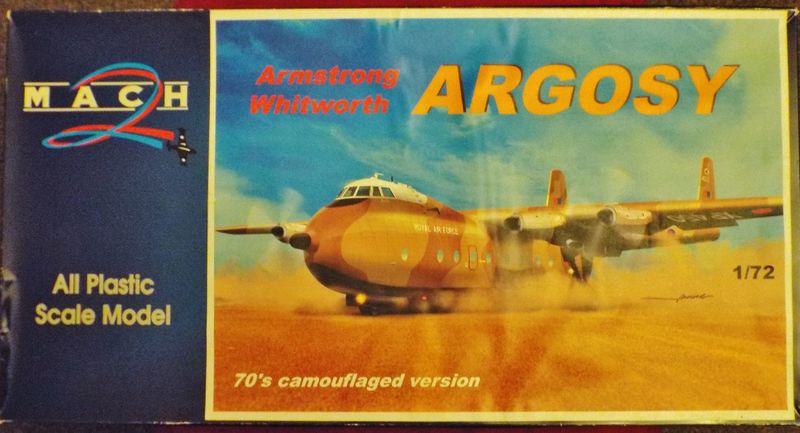 MACH 2
All Plastic
Scale Model
Armstrong
Whitworth
ARGOSY
ROYAL AIR FORCE
1/72
70's camouflaged version